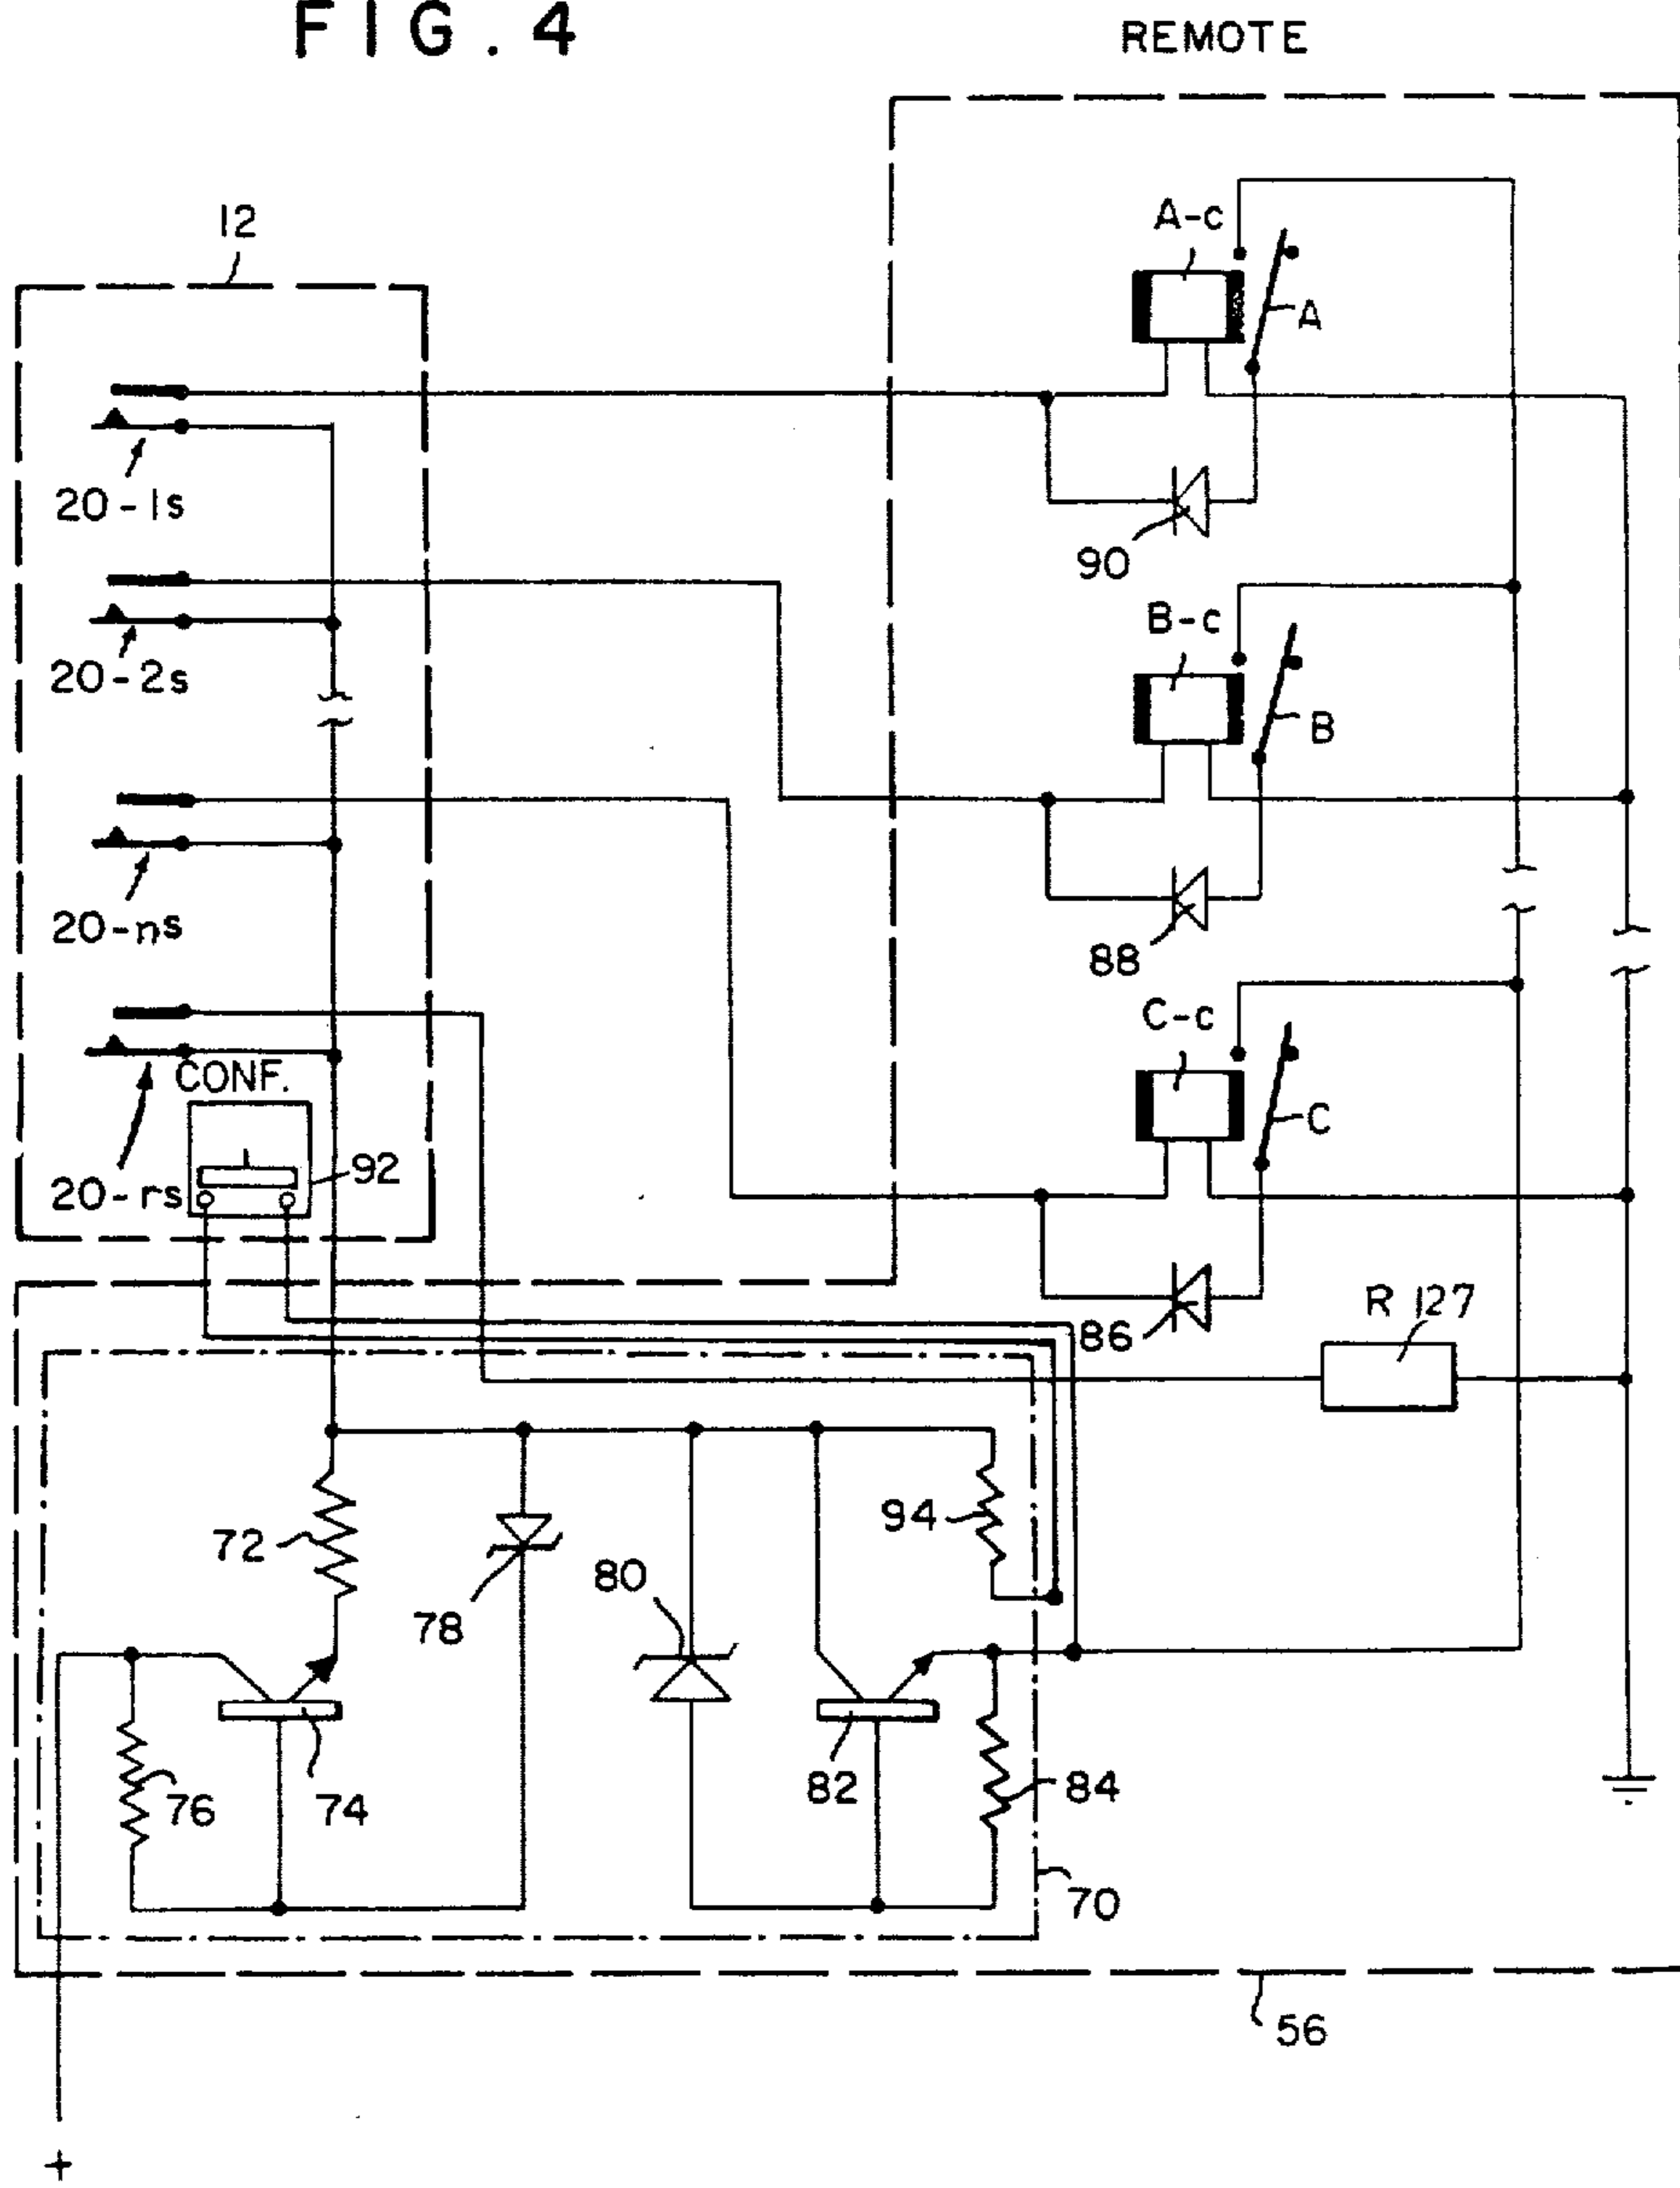 FIG. 4
REMOTE
12
A-c
A
20-1s
90
B-c
20-2s
B
20-ns
88
C-c
CONF.
C
20-rs
92
R 127
86
72
94
80
78
76
74
82
84
70
56
+